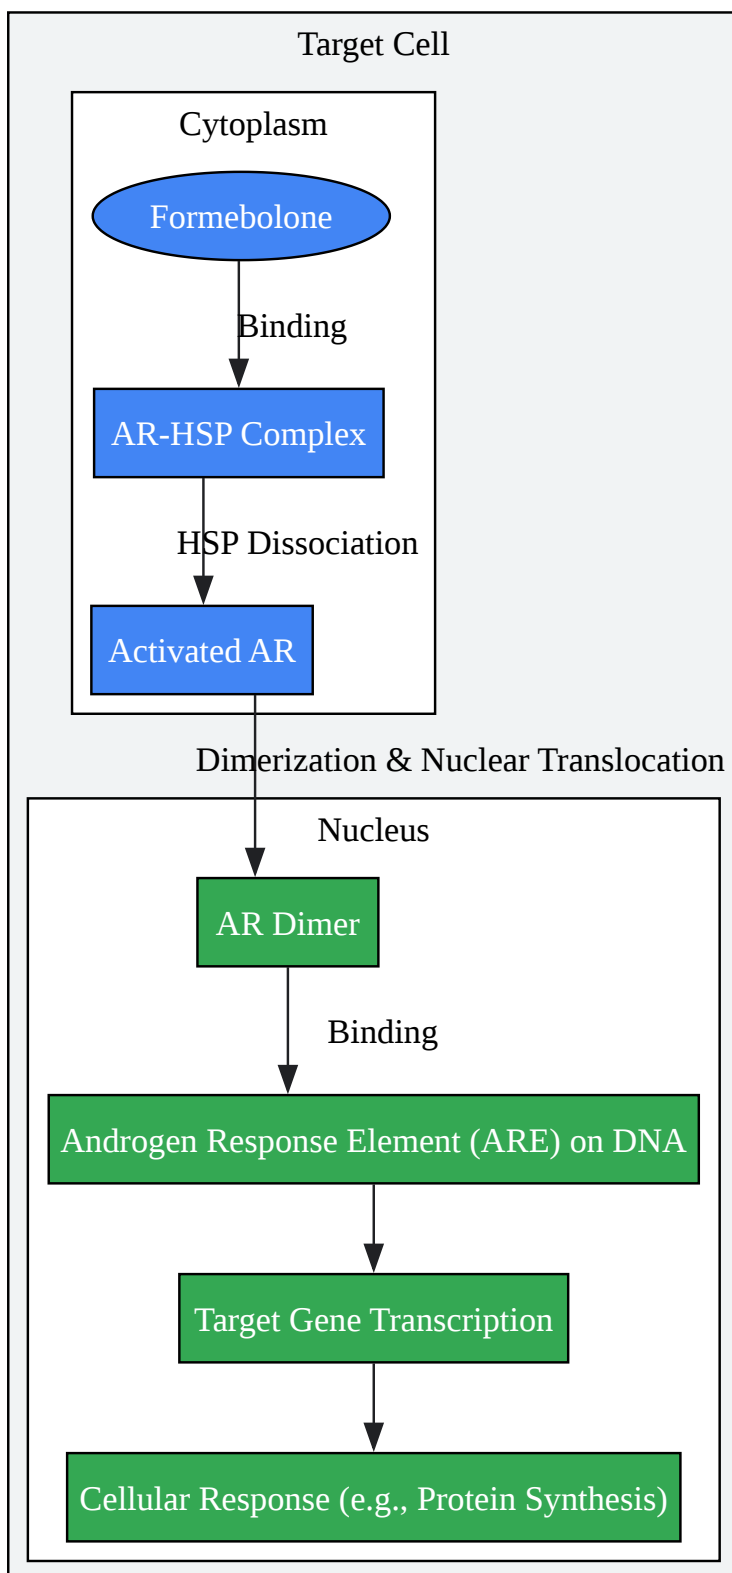 Target Cell
Cytoplasm
Formebolone
Binding
AR-HSP Complex
HSP Dissociation
Activated AR
Dimerization & Nuclear Translocation
Nucleus
AR Dimer
Binding
Androgen Response Element (ARE) on DNA
Target Gene Transcription
Cellular Response (e.g., Protein Synthesis)